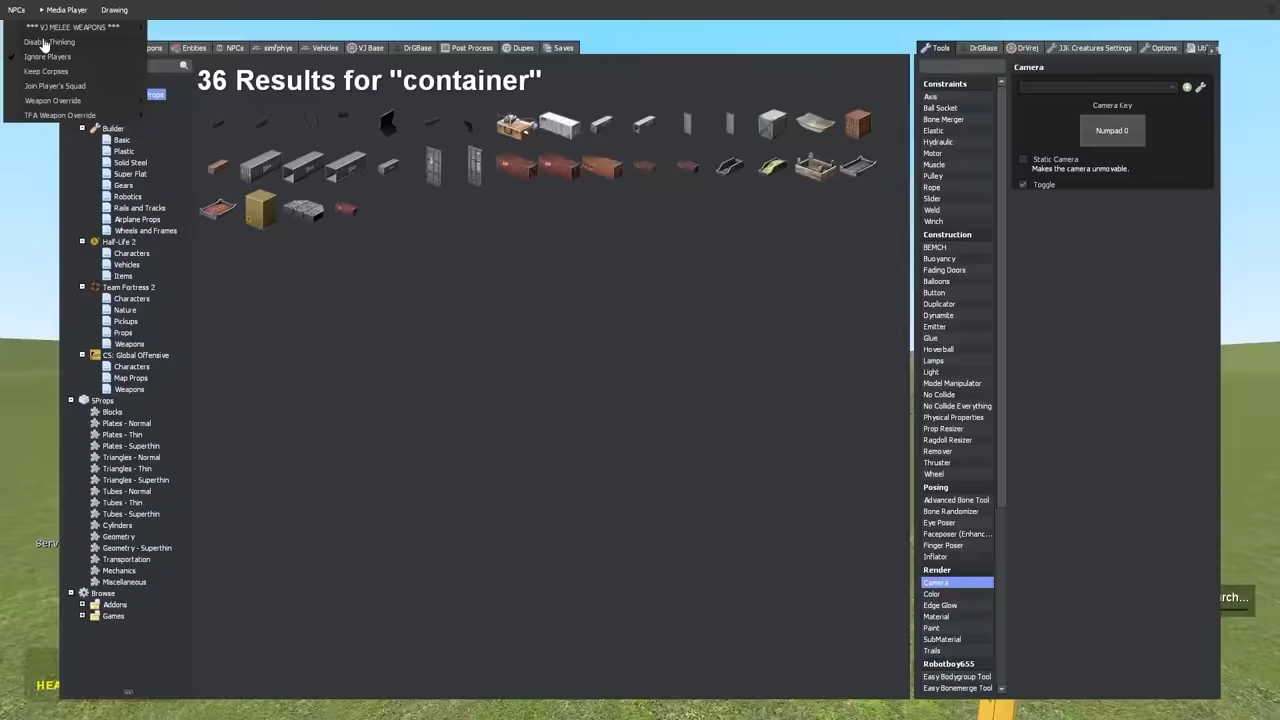 NPCs
Media Player
Drawing
*** VJ MELEE WEAPONS ***
Disable Thinking
Ignore Players
Keep Corpses
Join Player's Squad
Weapon Override
TFA Weapon Override
Entities
NPCs
simfphys
Vehicles
VJ Base
DrGBase
Post Process
Dupes
Saves
36 Results for "container"
Builder
Basic
Plastic
Solid Steel
Super Flat
Gears
Robotics
Rails and Tracks
Airplane Props
Wheels and Frames
Half-Life 2
Characters
Vehicles
Items
Team Fortress 2
Characters
Nature
Pickups
Props
Weapons
CS: Global Offensive
Characters
Map Props
Weapons
SProps
Blocks
Plates - Normal
Plates - Thin
Plates - Superthin
Triangles - Normal
Triangles - Thin
Triangles - Superthin
Tubes - Normal
Tubes - Thin
Tubes - Superthin
Cylinders
Geometry
Geometry - Superthin
Transportation
Mechanics
Miscellaneous
Browse
Addons
Games
Tools
DrGBase
DrVrej
JJK Creatures Settings
Options
Constraints
Axis
Ball Socket
Bone Merger
Elastic
Hydraulic
Motor
Muscle
Pulley
Rope
Slider
Weld
Winch
Construction
BEMCH
Buoyancy
Fading Doors
Balloons
Button
Duplicator
Dynamite
Emitter
Glue
Hoverball
Lamps
Light
Model Manipulator
No Collide
No Collide Everything
Physical Properties
Prop Resizer
Ragdoll Resizer
Remover
Thruster
Wheel
Posing
Advanced Bone Tool
Bone Randomizer
Eye Poser
Faceposer (Enhanc...
Finger Poser
Inflator
Render
Camera
Color
Edge Glow
Material
Paint
SubMaterial
Trails
Robotboy655
Easy Bodygroup Tool
Easy Bonemerge Tool
Camera
Camera Key
Numpad 0
Static Camera
Makes the camera unmovable.
Toggle